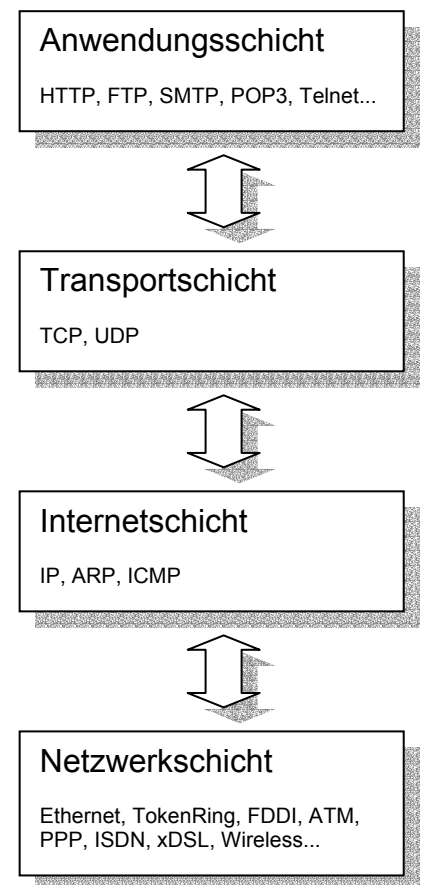 Anwendungsschicht
HTTP, FTP, SMTP, POP3, Telnet...
Transportschicht
TCP, UDP
Internetschicht
IP, ARP, ICMP
Netzwerkschicht
Ethernet, TokenRing, FDDI, ATM,
PPP, ISDN, xDSL, Wireless...